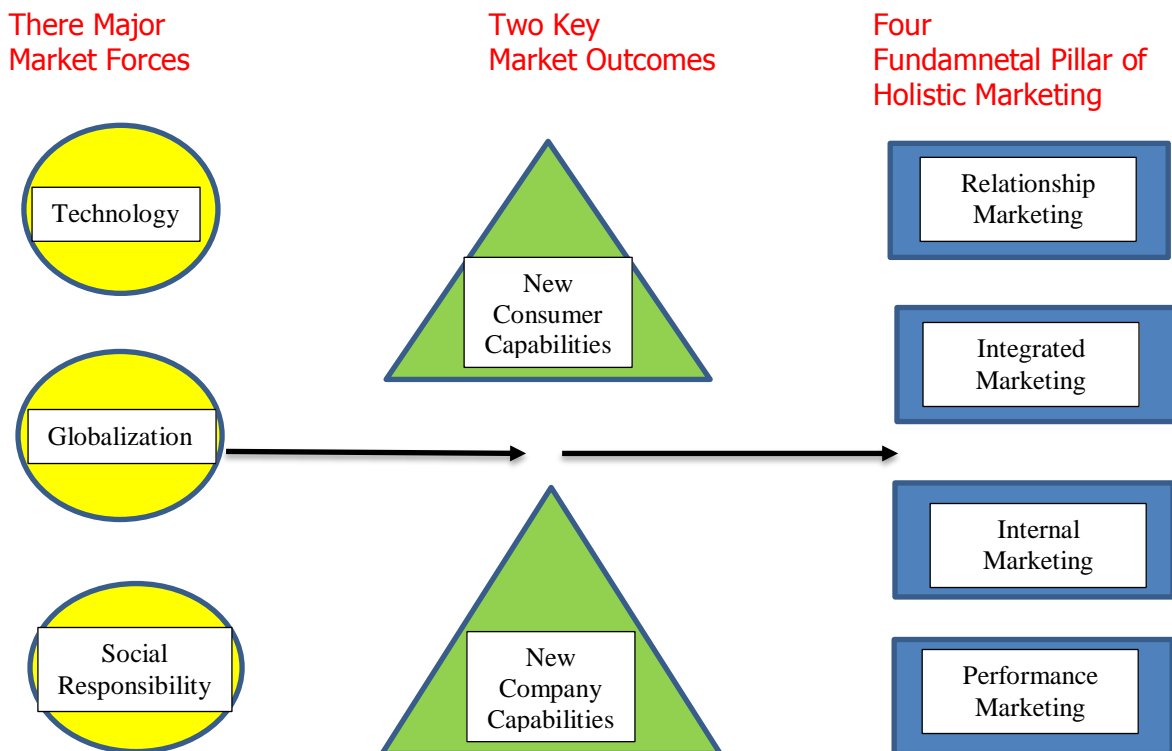 There Major
Market Forces
Two Key
Market Outcomes
Four
Fundamnetal Pillar of
Holistic Marketing
Technology
Globalization
Social
Responsibility
New
Consumer
Capabilities
New
Company
Capabilities
Relationship
Marketing
Integrated
Marketing
Internal
Marketing
Performance
Marketing